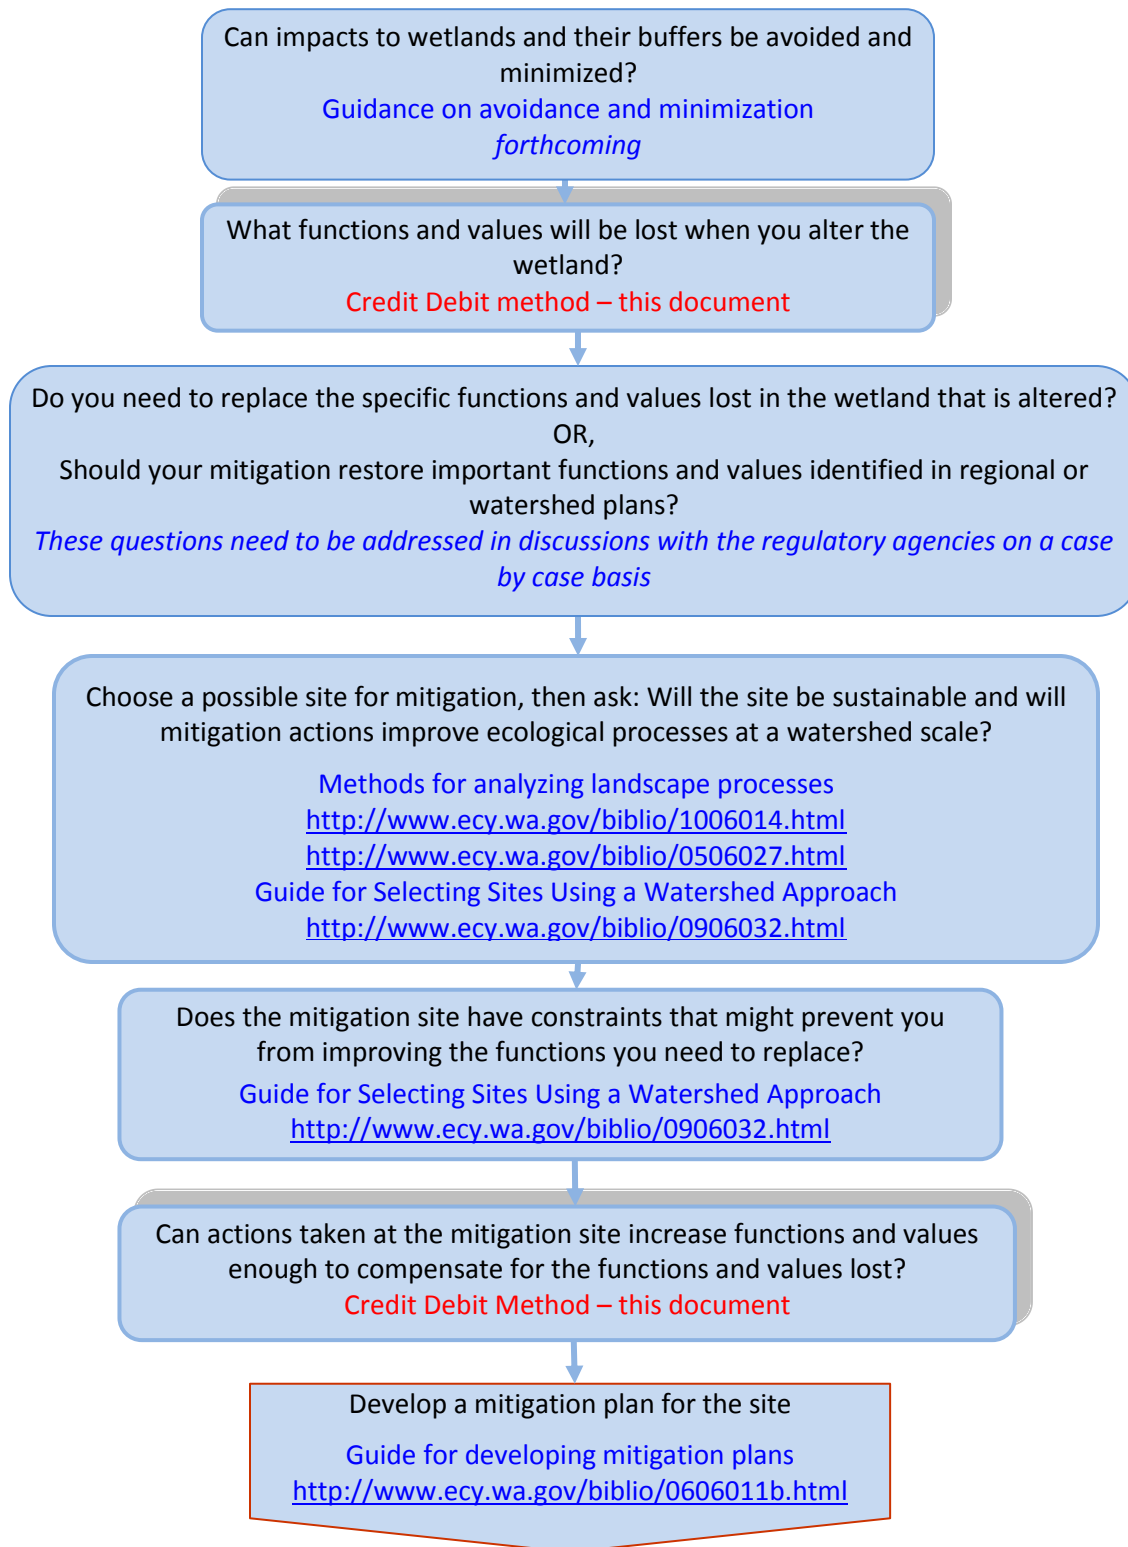 Can impacts to wetlands and their buffers be avoided and
minimized?
Guidance on avoidance and minimization
forthcoming
What functions and values will be lost when you alter the
wetland?
Credit Debit method – this document
Do you need to replace the specific functions and values lost in the wetland that is altered?
OR,
Should your mitigation restore important functions and values identified in regional or
watershed plans?
These questions need to be addressed in discussions with the regulatory agencies on a case
by case basis
Choose a possible site for mitigation, then ask: Will the site be sustainable and will
mitigation actions improve ecological processes at a watershed scale?
Methods for analyzing landscape processes
http://www.ecy.wa.gov/biblio/1006014.html
http://www.ecy.wa.gov/biblio/0506027.html
Guide for Selecting Sites Using a Watershed Approach
http://www.ecy.wa.gov/biblio/0906032.html
Does the mitigation site have constraints that might prevent you
from improving the functions you need to replace?
Guide for Selecting Sites Using a Watershed Approach
http://www.ecy.wa.gov/biblio/0906032.html
Can actions taken at the mitigation site increase functions and values
enough to compensate for the functions and values lost?
Credit Debit Method – this document
Develop a mitigation plan for the site
Guide for developing mitigation plans
http://www.ecy.wa.gov/biblio/0606011b.html